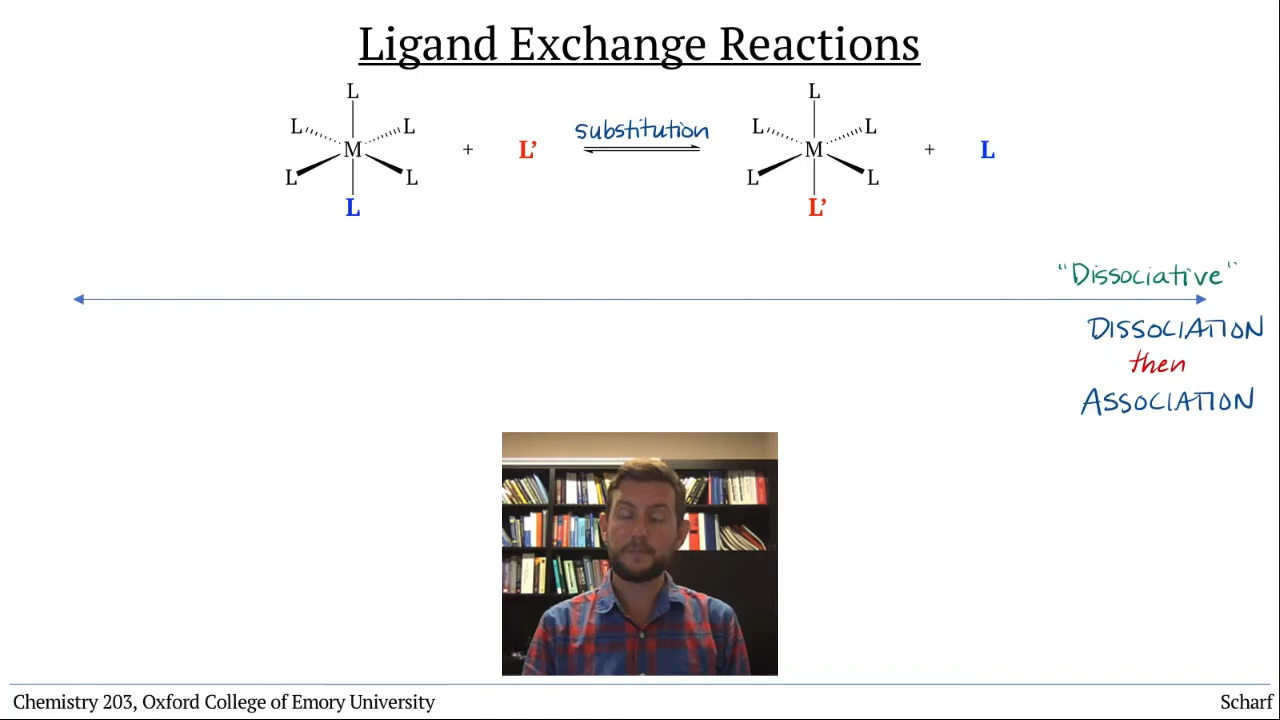 Ligand Exchange Reactions
L L
L L substitution L L
M + L’ M + L
L L L L
L L’
“Dissociative”
DISSOCIATION
then
ASSOCIATION
Chemistry 203, Oxford College of Emory University Scharf